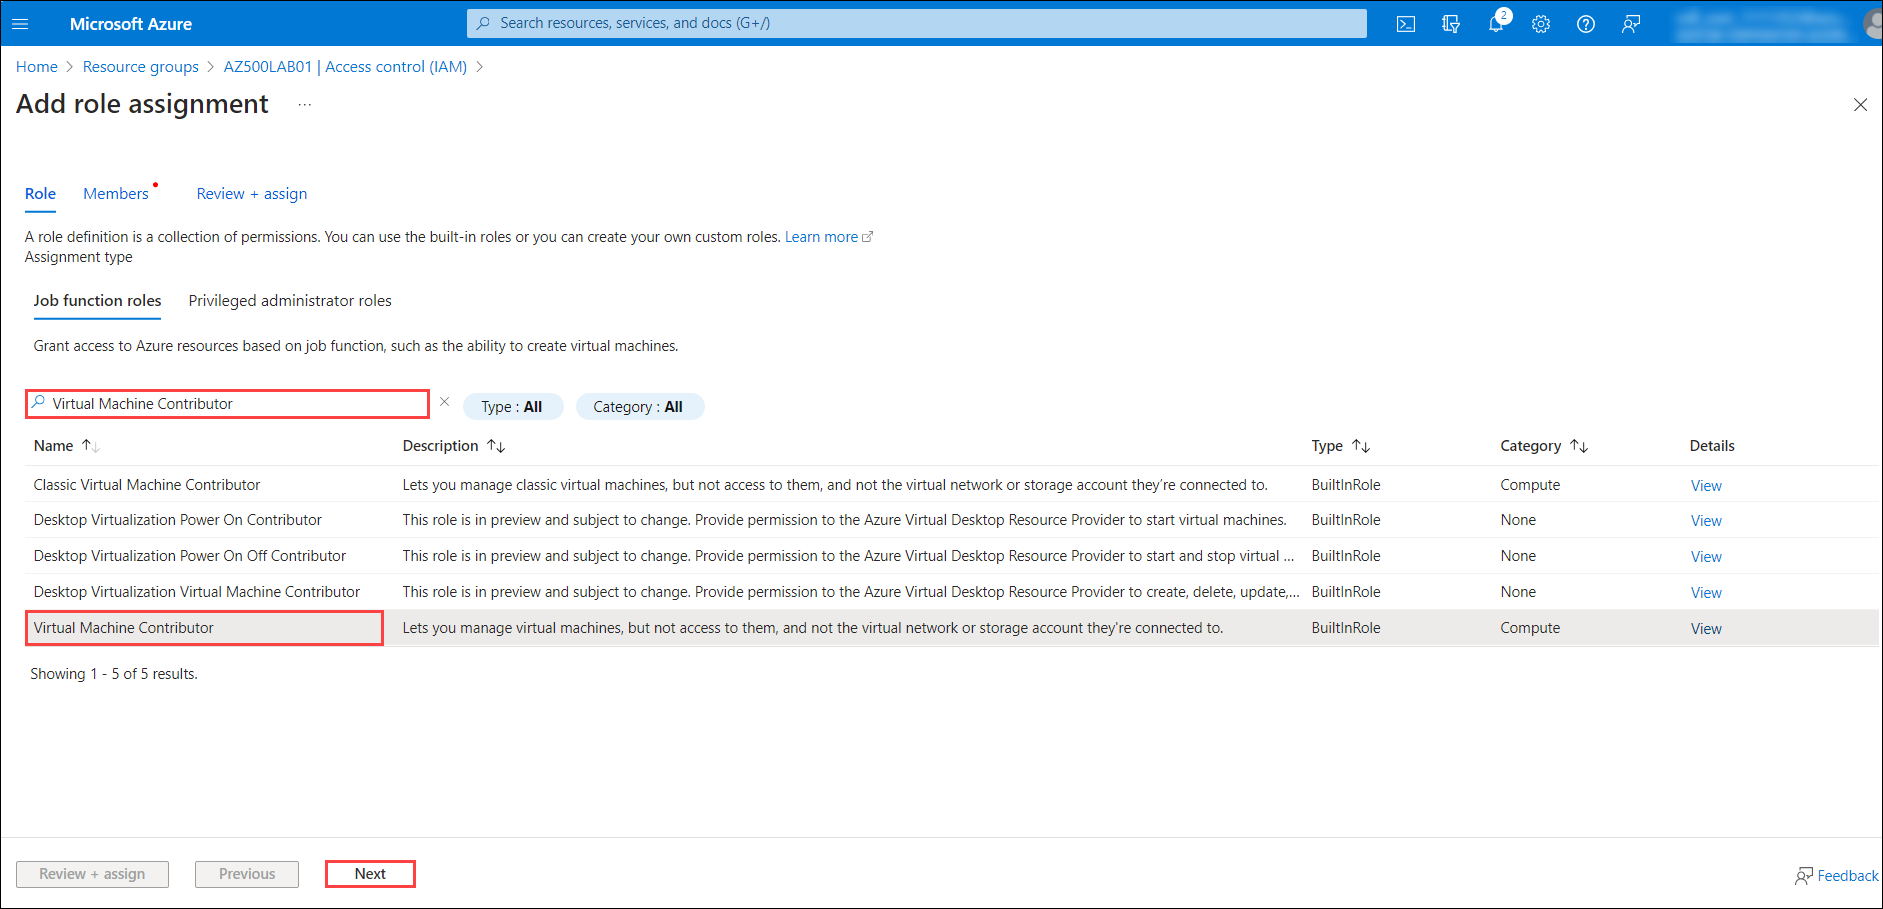 Microsoft Azure
Search resources, services, and docs (G+/)
2
Home > Resource groups > AZ500LAB01 | Access control (IAM) >
Add role assignment ...
Role Members Review + assign
A role definition is a collection of permissions. You can use the built-in roles or you can create your own custom roles. Learn more
Assignment type
Job function roles Privileged administrator roles
Grant access to Azure resources based on job function, such as the ability to create virtual machines.
Virtual Machine Contributor Type : All Category : All
Name Description Type Category Details
Classic Virtual Machine Contributor Lets you manage classic virtual machines, but not access to them, and not the virtual network or storage account they’re connected to. BuiltInRole Compute View
Desktop Virtualization Power On Contributor This role is in preview and subject to change. Provide permission to the Azure Virtual Desktop Resource Provider to start virtual machines. BuiltInRole None View
Desktop Virtualization Power On Off Contributor This role is in preview and subject to change. Provide permission to the Azure Virtual Desktop Resource Provider to start and stop virtual ... BuiltInRole None View
Desktop Virtualization Virtual Machine Contributor This role is in preview and subject to change. Provide permission to the Azure Virtual Desktop Resource Provider to create, delete, update,... BuiltInRole None View
Virtual Machine Contributor Lets you manage virtual machines, but not access to them, and not the virtual network or storage account they're connected to. BuiltInRole Compute View
Showing 1 - 5 of 5 results.
Review + assign Previous Next Feedback